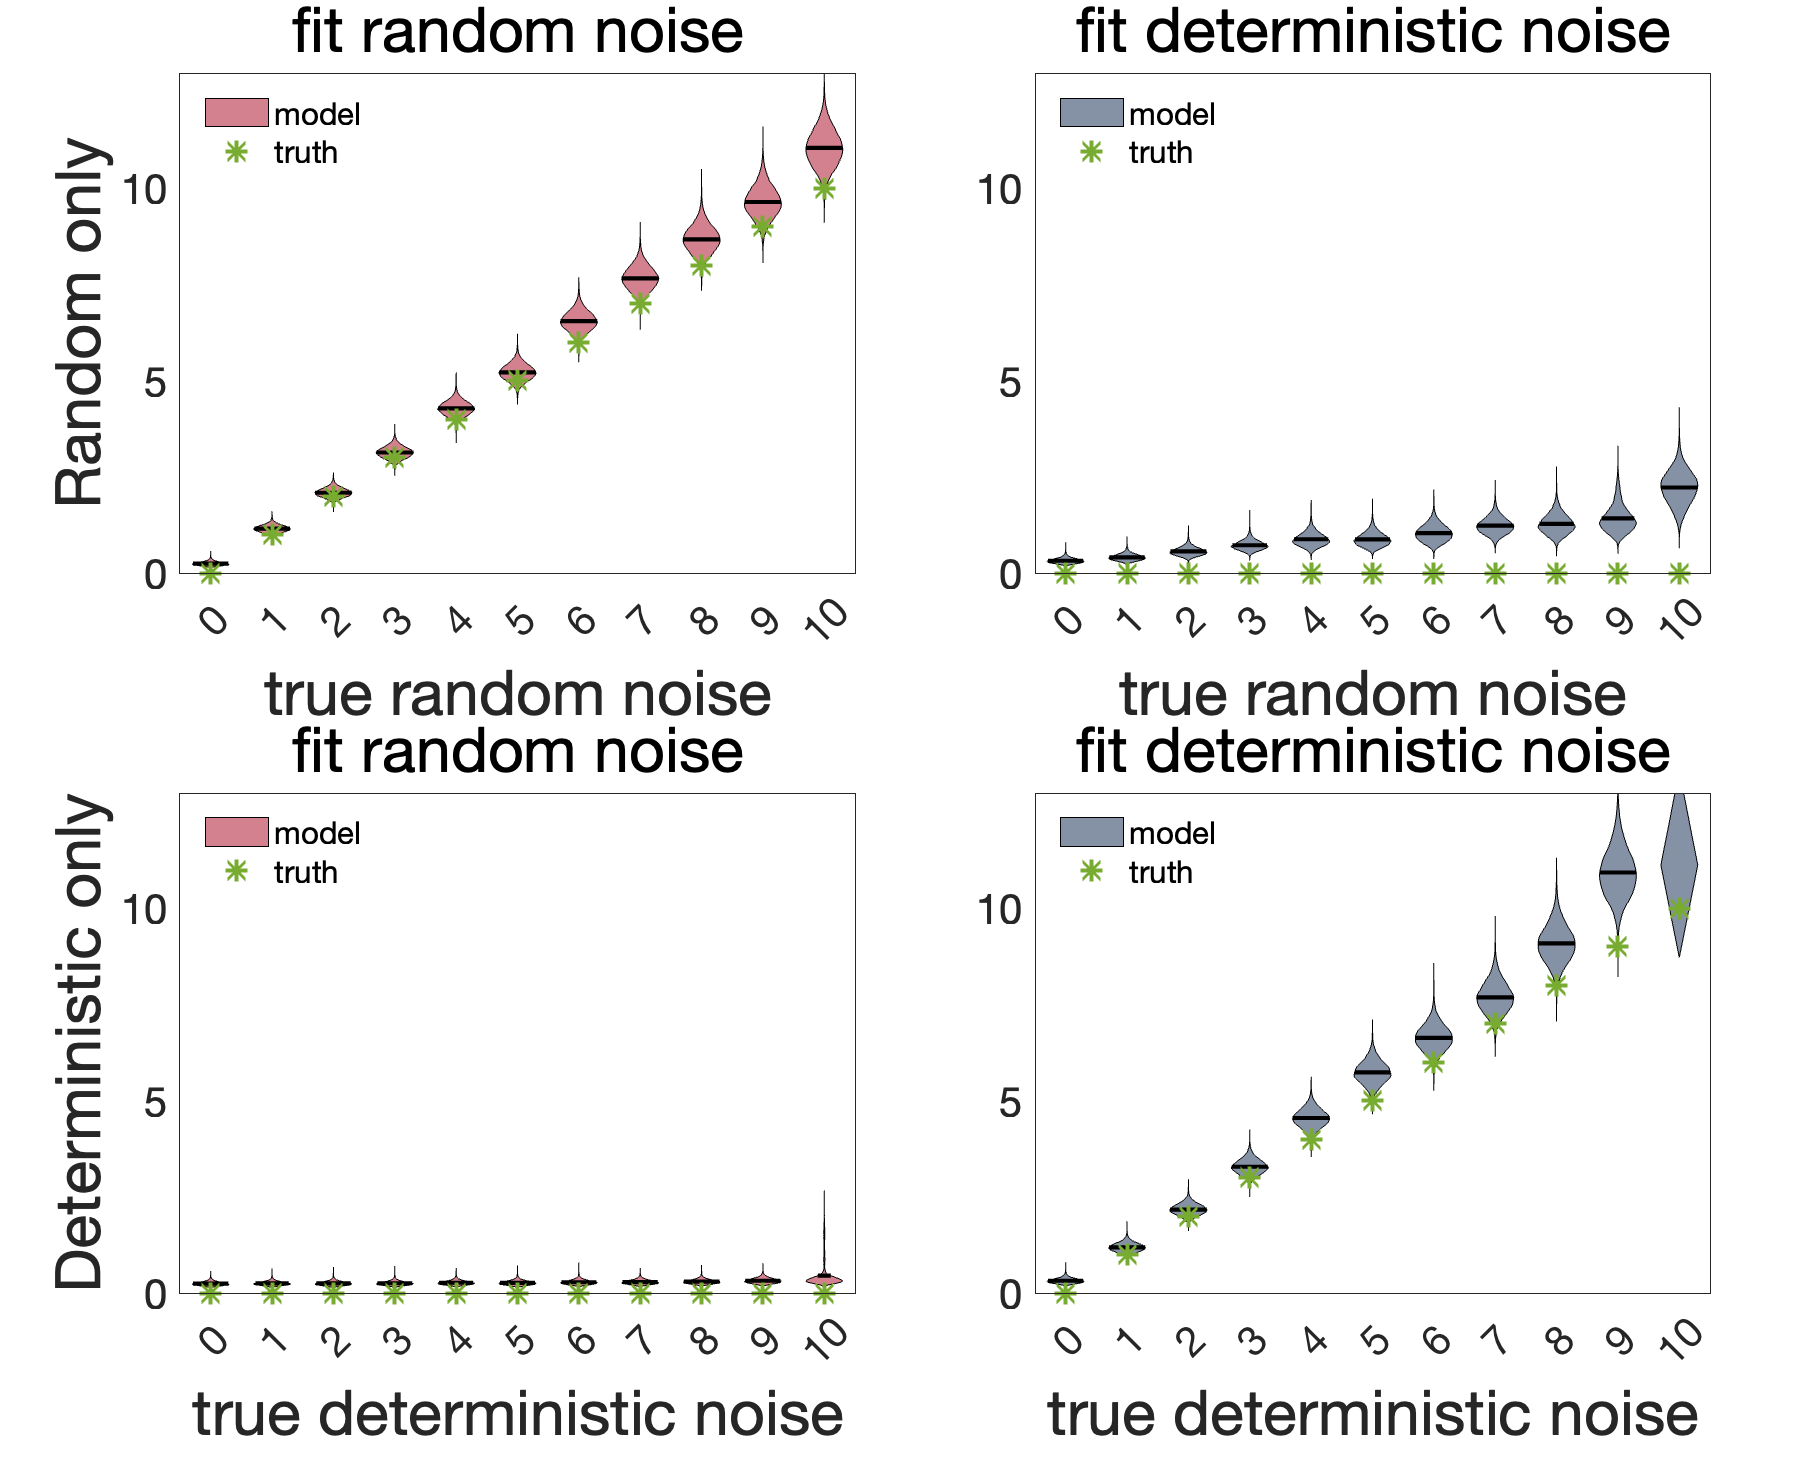 fit random noise
Random only
model
truth
10
5
0
0 1 2 3 4 5 6 7 8 9 10
true random noise
fit deterministic noise
model
truth
10
5
0
0 1 2 3 4 5 6 7 8 9 10
true random noise
fit random noise
Deterministic only
model
truth
10
5
0
0 1 2 3 4 5 6 7 8 9 10
true deterministic noise
fit deterministic noise
model
truth
10
5
0
0 1 2 3 4 5 6 7 8 9 10
true deterministic noise